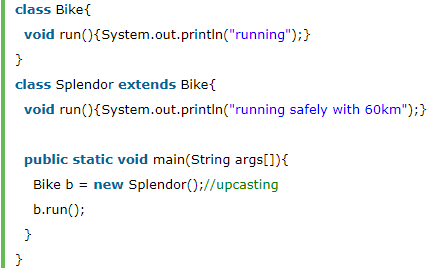 class Bike{
  void run(){System.out.println("running");}
}
class Splendor extends Bike{
  void run(){System.out.println("running safely with 60km");}

  public static void main(String args[]){
    Bike b = new Splendor();//upcasting
    b.run();
  }
}